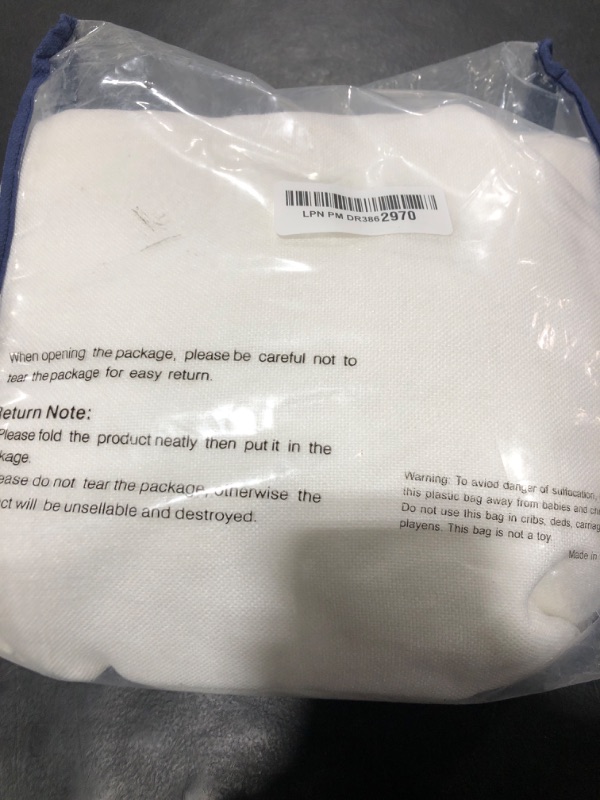 LPN PM DR3862970
When opening the package, please be careful not to
tear the package for easy return.
Return Note:
Please fold the product neatly then put it in the
kage.
ease do not tear the package, otherwise the
ct will be unsellable and destroyed.
Warning: To aviod danger of suffocation,
this plastic bag away from babies and chi
Do not use this bag in cribs, deds, carriag
playens. This bag is not a toy
Made in